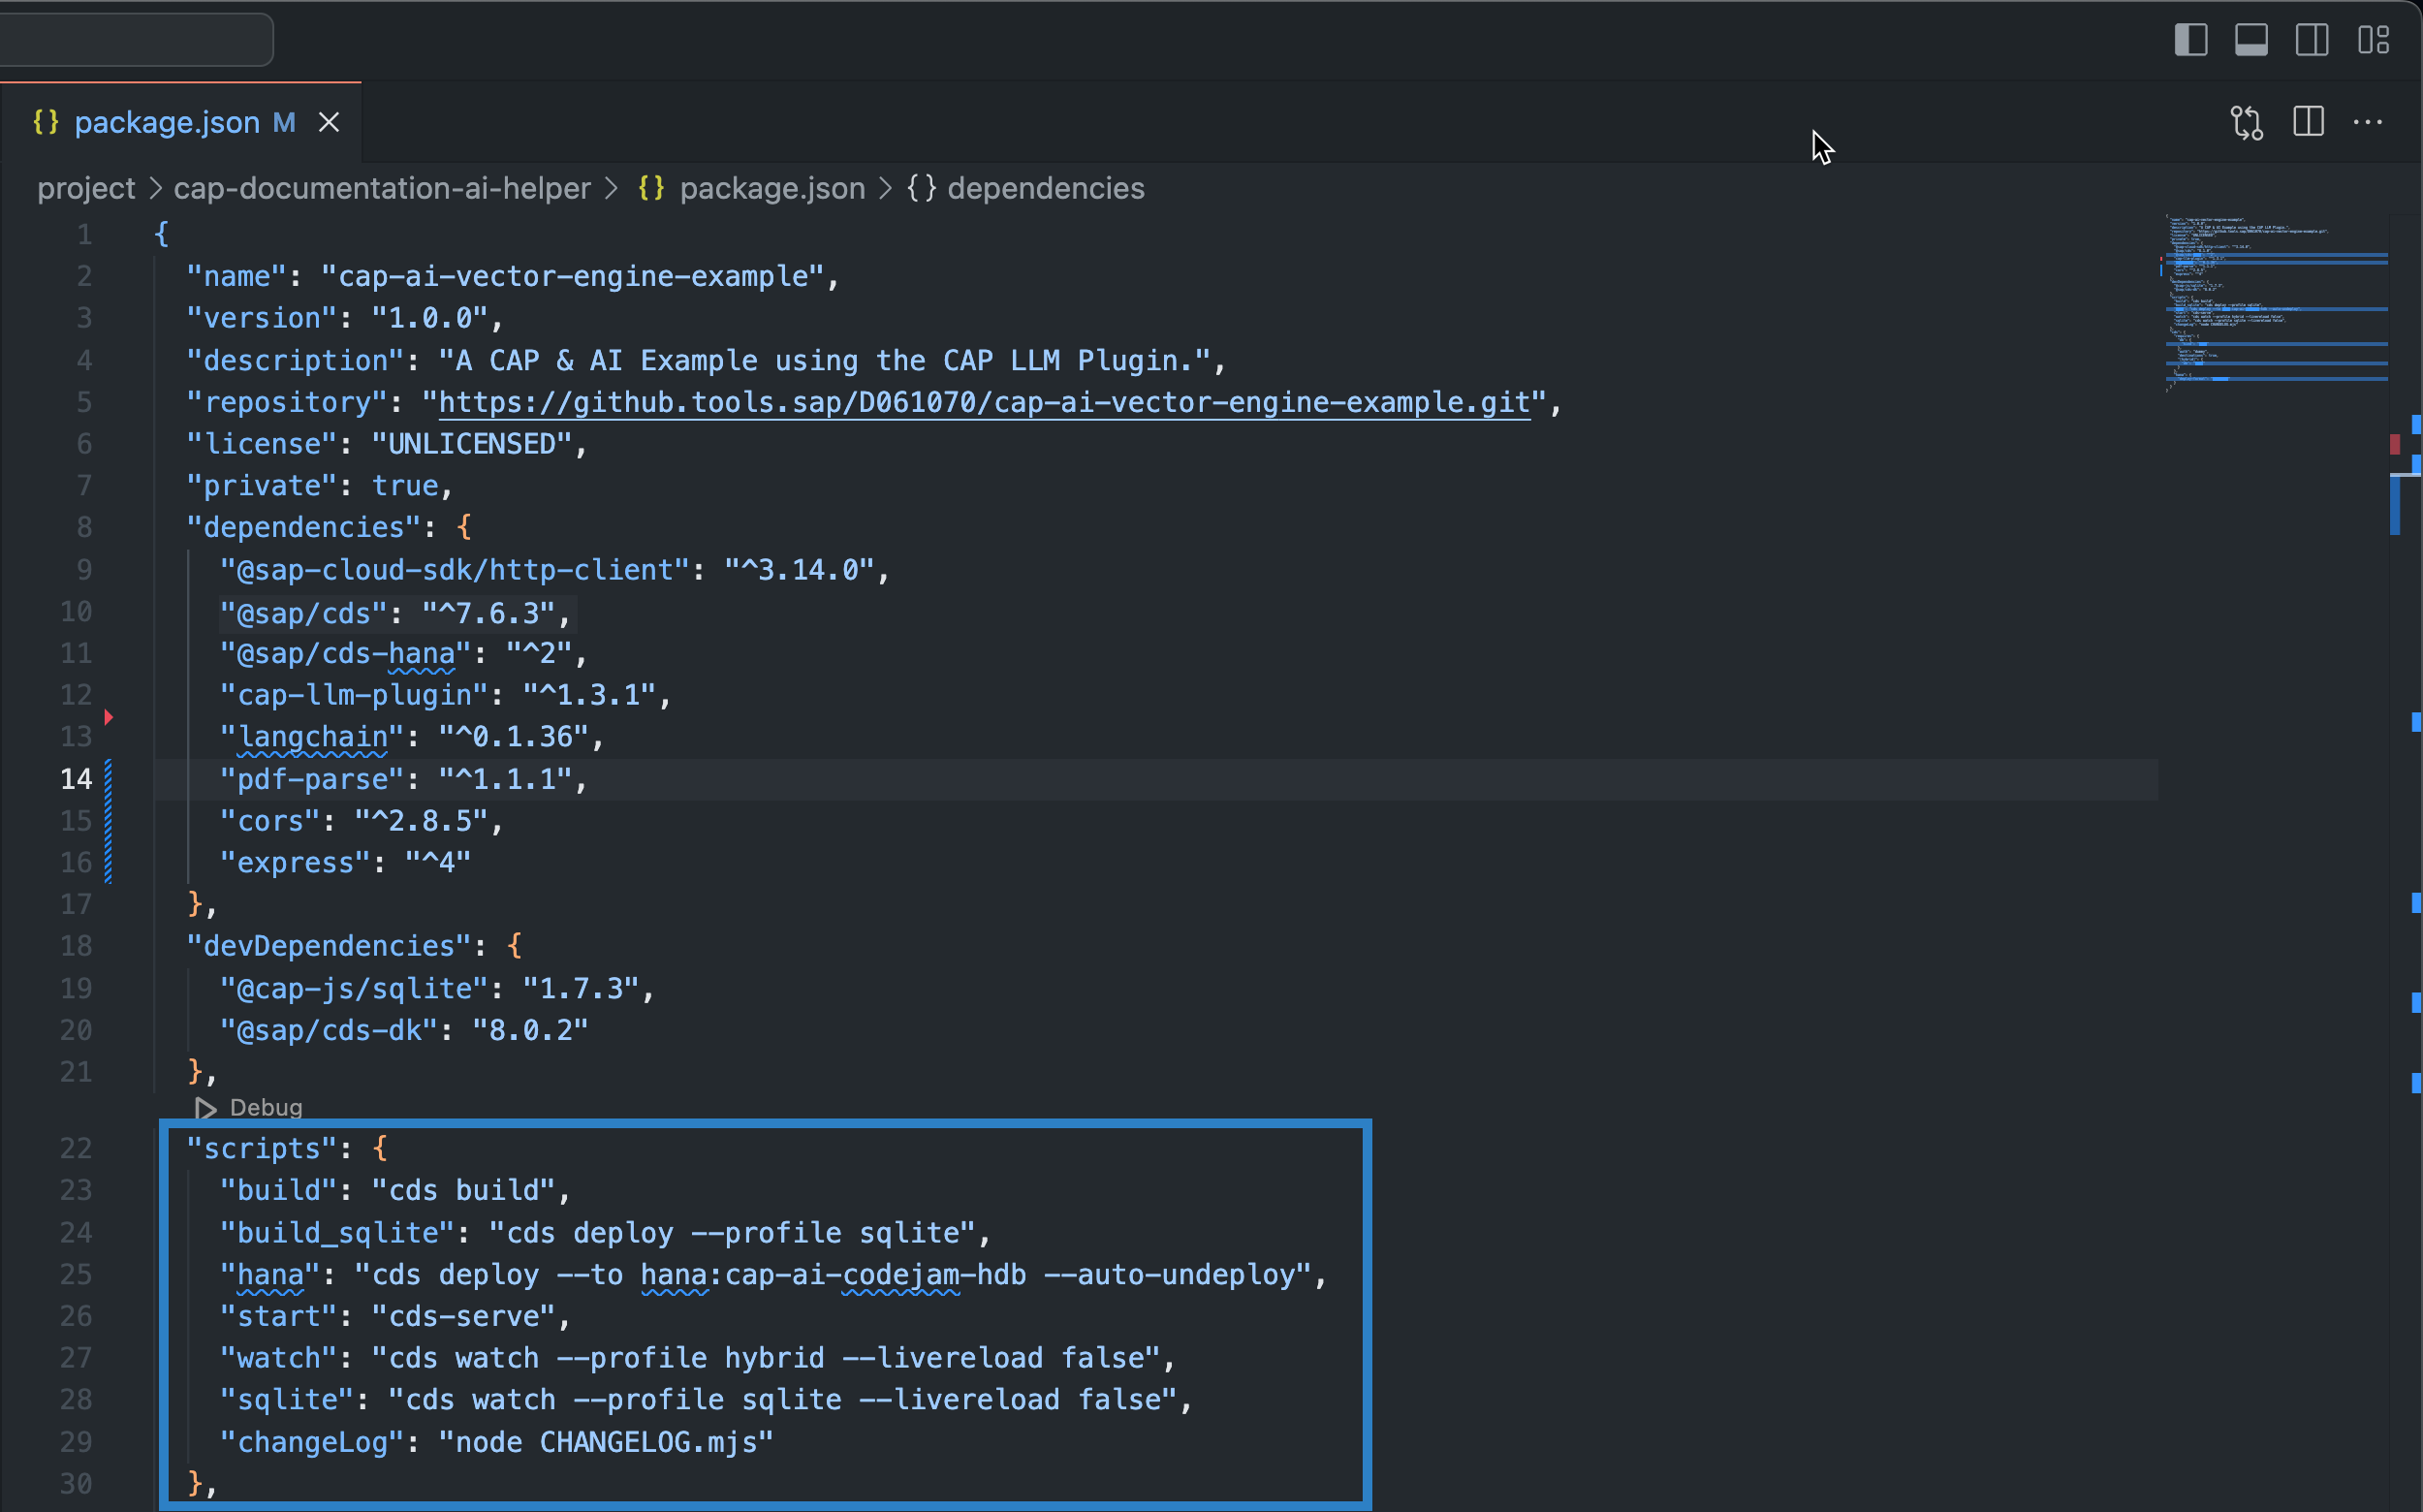 package.json M
project > cap-documentation-ai-helper > {} package.json > {} dependencies
1 {
2 "name": "cap-ai-vector-engine-example",
3 "version": "1.0.0",
4 "description": "A CAP & AI Example using the CAP LLM Plugin.",
5 "repository": "https://github.tools.sap/D061070/cap-ai-vector-engine-example.git",
6 "license": "UNLICENSED",
7 "private": true,
8 "dependencies": {
9 "@sap-cloud-sdk/http-client": "^3.14.0",
10 "@sap/cds": "^7.6.3",
11 "@sap/cds-hana": "^2",
12 "cap-llm-plugin": "^1.3.1",
13 "langchain": "^0.1.36",
14 "pdf-parse": "^1.1.1",
15 "cors": "^2.8.5",
16 "express": "^4"
17 },
18 "devDependencies": {
19 "@cap-js/sqlite": "1.7.3",
20 "@sap/cds-dk": "8.0.2"
21 },
Debug
22 "scripts": {
23 "build": "cds build",
24 "build_sqlite": "cds deploy --profile sqlite",
25 "hana": "cds deploy --to hana:cap-ai-codejam-hdb --auto-undeploy",
26 "start": "cds-serve",
27 "watch": "cds watch --profile hybrid --livereload false",
28 "sqlite": "cds watch --profile sqlite --livereload false",
29 "changeLog": "node CHANGELOG.mjs"
30 },